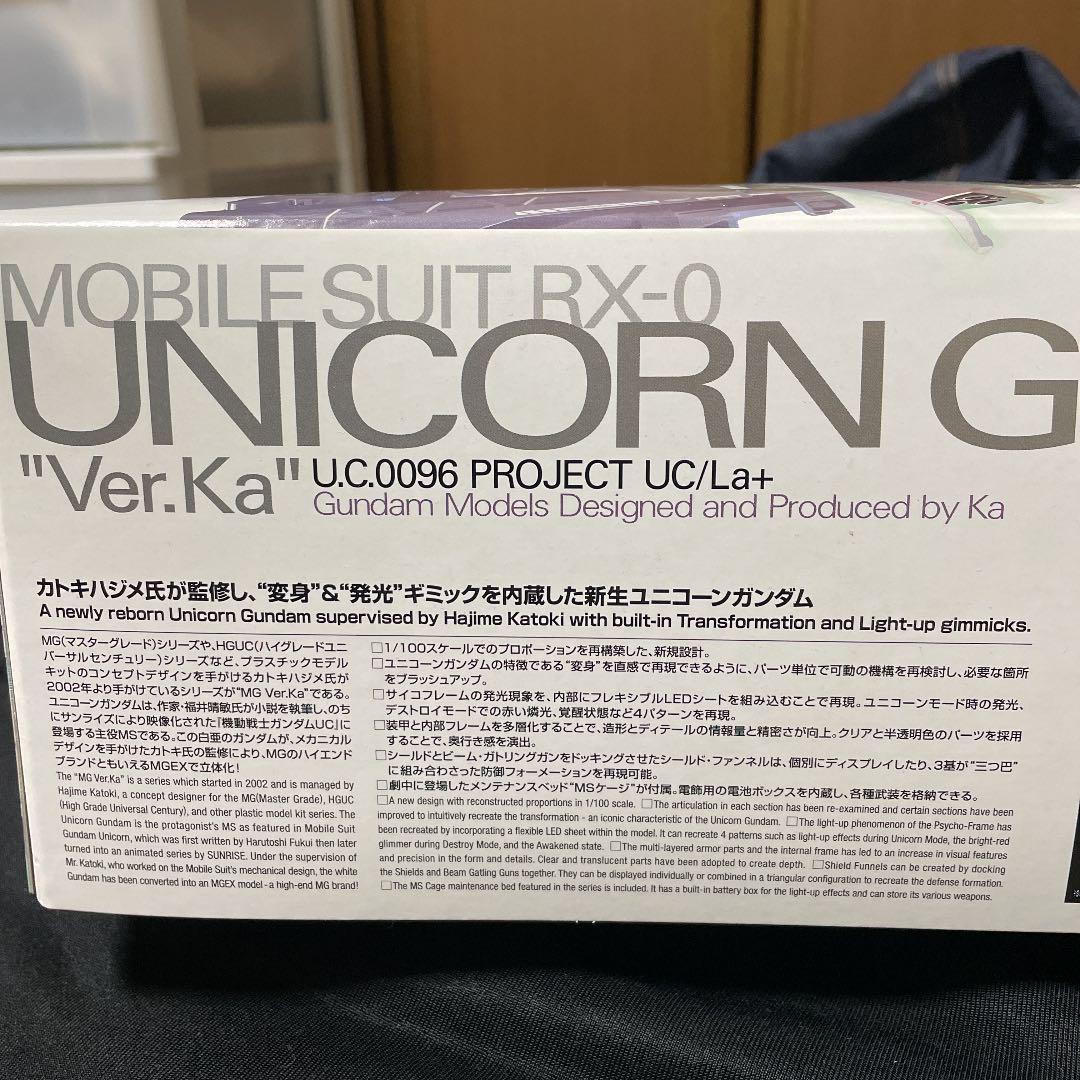 MOBILE SUIT RX-0
UNICORN G
"Ver.Ka"
U.C.0096 PROJECT UC/La+
Gundam Models Designed and Produced by Ka
カトキハジメ氏が監修し、“変身”&“発光”ギミックを内蔵した新生ユニコーンガンダム
A newly reborn Unicorn Gundam supervised by Hajime Katoki with built-in Transformation and Light-up gimmicks.
MG(マスターグレード)シリーズや、HGUC(ハイグレードユニ
バーサルセンチュリー)シリーズなど、プラスチックモデル
キットのコンセプトデザインを手がけるカトキハジメ氏が
2002年より手がけているシリーズが“MG Ver.Ka”である。
ユニコーンガンダムは、作家・福井晴敏氏が小説を執筆し、のち
にサンライズにより映像化された『機動戦士ガンダムUC』に
登場する主役MSである。この白亜のガンダムが、メカニカル
デザインを手がけたカトキ氏の監修により、MGのハイエンド
ブランドともいえるMGEXで立体化!
The "MG Ver.Ka" is a series which started in 2002 and is managed by
Hajime Katoki, a concept designer for the MG(Master Grade), HGUC
(High Grade Universal Century), and other plastic model kit series. The
Unicorn Gundam is the protagonist's MS as featured in Mobile Suit
Gundam Unicorn, which was first written by Harutoshi Fukui then later
turned into an animated series by SUNRISE. Under the supervision of
Mr. Katoki, who worked on the Mobile Suit's mechanical design, the white
Gundam has been converted into an MGEX model - a high-end MG brand!
□1/100スケールでのプロポーションを再構築した、新規設計。
□ユニコーンガンダムの特徴である“変身”を直感で再現できるように、パーツ単位で可動の機構を再検討し、必要な箇所
をブラッシュアップ。
□サイコフレームの発光現象を、内部にフレキシブルLEDシートを組み込むことで再現。ユニコーンモード時の発光、
デストロイモードでの赤い燐光、覚醒状態など4パターンを再現。
□装甲と内部フレームを多層化することで、造形とディテールの情報量と精密さが向上。クリアと半透明色のパーツを採用
することで、奥行き感を演出。
□シールドとビーム・ガトリングガンをドッキングさせたシールド・ファンネルは、個別にディスプレイしたり、3基が“三つ巴”
に組み合わさった防御フォーメーションを再現可能。
□劇中に登場したメンテナンスベッド“MSケージ”が付属。電飾用の電池ボックスを内蔵し、各種武装を格納できる。
□A new design with reconstructed proportions in 1/100 scale. □The articulation in each section has been re-examined and certain sections have been
improved to intuitively recreate the transformation - an iconic characteristic of the Unicorn Gundam. □The light-up phenomenon of the Psycho-Frame has
been recreated by incorporating a flexible LED sheet within the model. It can recreate 4 patterns such as light-up effects during Unicorn Mode, the bright-red
glimmer during Destroy Mode, and the Awakened state. □The multi-layered armor parts and the internal frame has led to an increase in visual features
and precision in the form and details. Clear and translucent parts have been adopted to create depth. □Shield Funnels can be created by docking
the Shields and Beam Gatling Guns together. They can be displayed individually or combined in a triangular configuration to recreate the defense formation.
□The MS Cage maintenance bed featured in the series is included. It has a built-in battery box for the light-up effects and can store its various weapons.